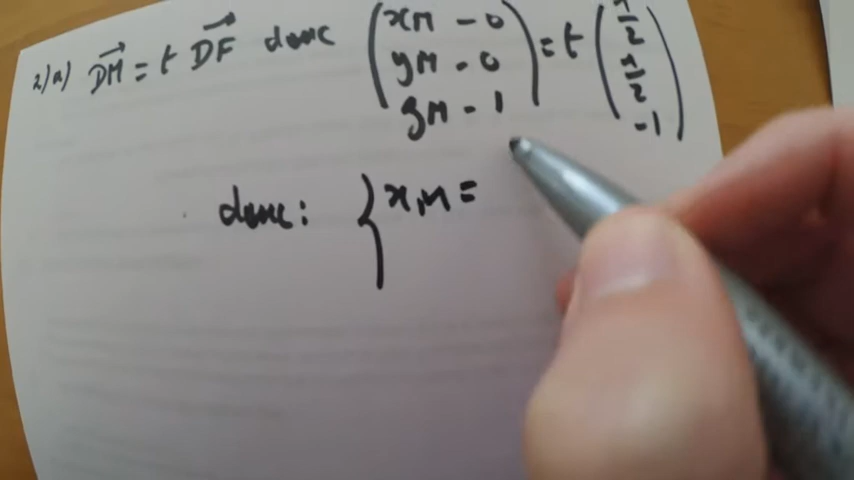 2)a) DM = t DF donc (xM - 0 yM - 0 zM - 1) = t (1/2 1/2 -1)
donc : { xM =